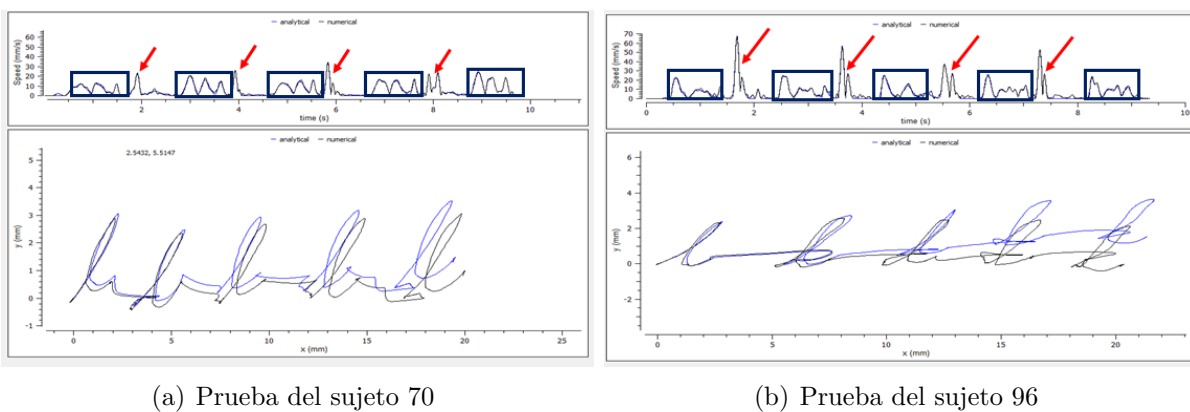 analytical numerical
Speed (mm/s)
60
50
40
30
20
10
0
2 4 6 8 10
time (s)
analytical numerical
2.5432, 5.5147
y (mm)
5
4
3
2
1
0
-1
0 5 10 15 20 25
x (mm)
(a) Prueba del sujeto 70
analytical numerical
Speed (mm/s)
70
60
50
40
30
20
10
0
0 2 4 6 8 10
time (s)
analytical numerical
y (mm)
6
4
2
0
-2
0 5 10 15 20
x (mm)
(b) Prueba del sujeto 96